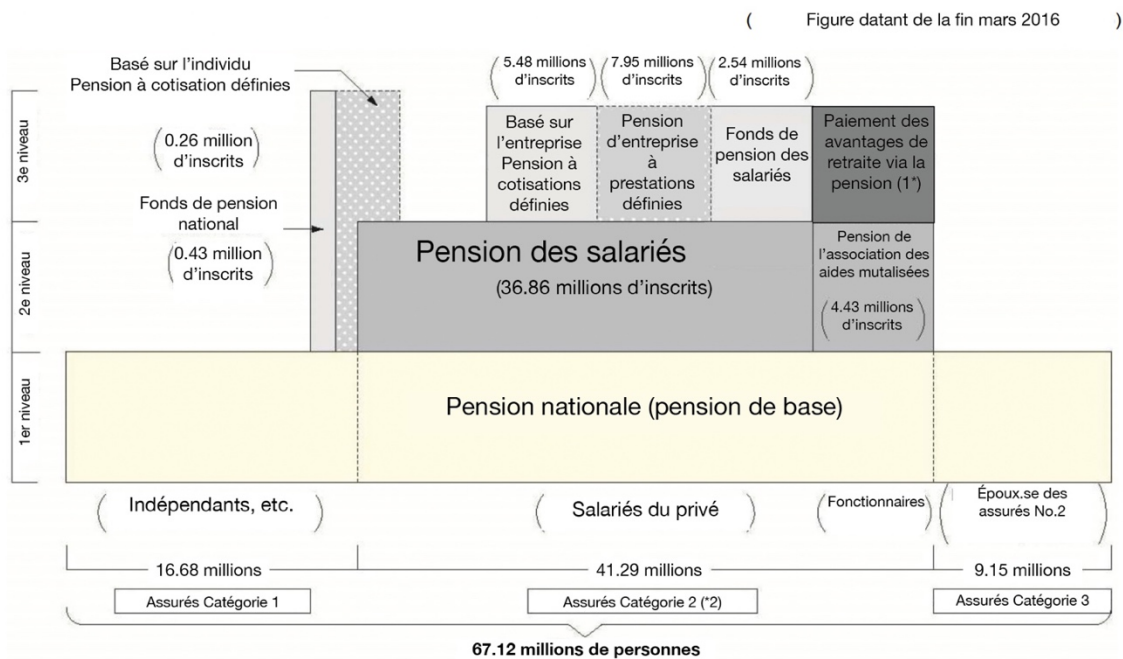 ( Figure datant de la fin mars 2016 )
Basé sur l'individu
Pension à cotisation définies
(0.26 million
d'inscrits)
Fonds de pension
national
(0.43 million
d'inscrits)
(5.48 millions
d'inscrits)
(7.95 millions
d'inscrits)
(2.54 millions
d'inscrits)
3e niveau
Basé sur
l'entreprise
Pension à
cotisations
définies
Pension
d'entreprise
à
prestations
définies
Fonds de
pension des
salariés
Paiement des
avantages de
retraite via la
pension (1*)
2e niveau
Pension des salariés
(36.86 millions d'inscrits)
Pension de
l'association des
aides mutalisées
(4.43 millions
d'inscrits)
1er niveau
Pension nationale (pension de base)
(Indépendants, etc.)
(Salariés du privé)
(Fonctionnaires)
(Époux.se des
assurés No.2)
16.68 millions
41.29 millions
9.15 millions
Assurés Catégorie 1
Assurés Catégorie 2 (*2)
Assurés Catégorie 3
67.12 millions de personnes